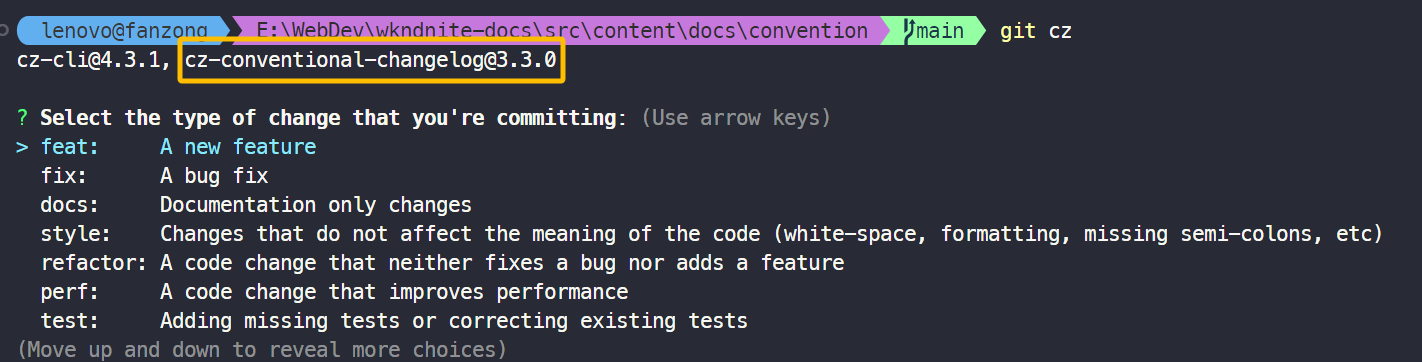 lenovo@fanzong E:\WebDev\wkndnite-docs\src\content\docs\convention main git cz
cz-cli@4.3.1, cz-conventional-changelog@3.3.0
? Select the type of change that you're committing: (Use arrow keys)
> feat:     A new feature
  fix:      A bug fix
  docs:     Documentation only changes
  style:    Changes that do not affect the meaning of the code (white-space, formatting, missing semi-colons, etc)
  refactor: A code change that neither fixes a bug nor adds a feature
  perf:     A code change that improves performance
  test:     Adding missing tests or correcting existing tests
(Move up and down to reveal more choices)